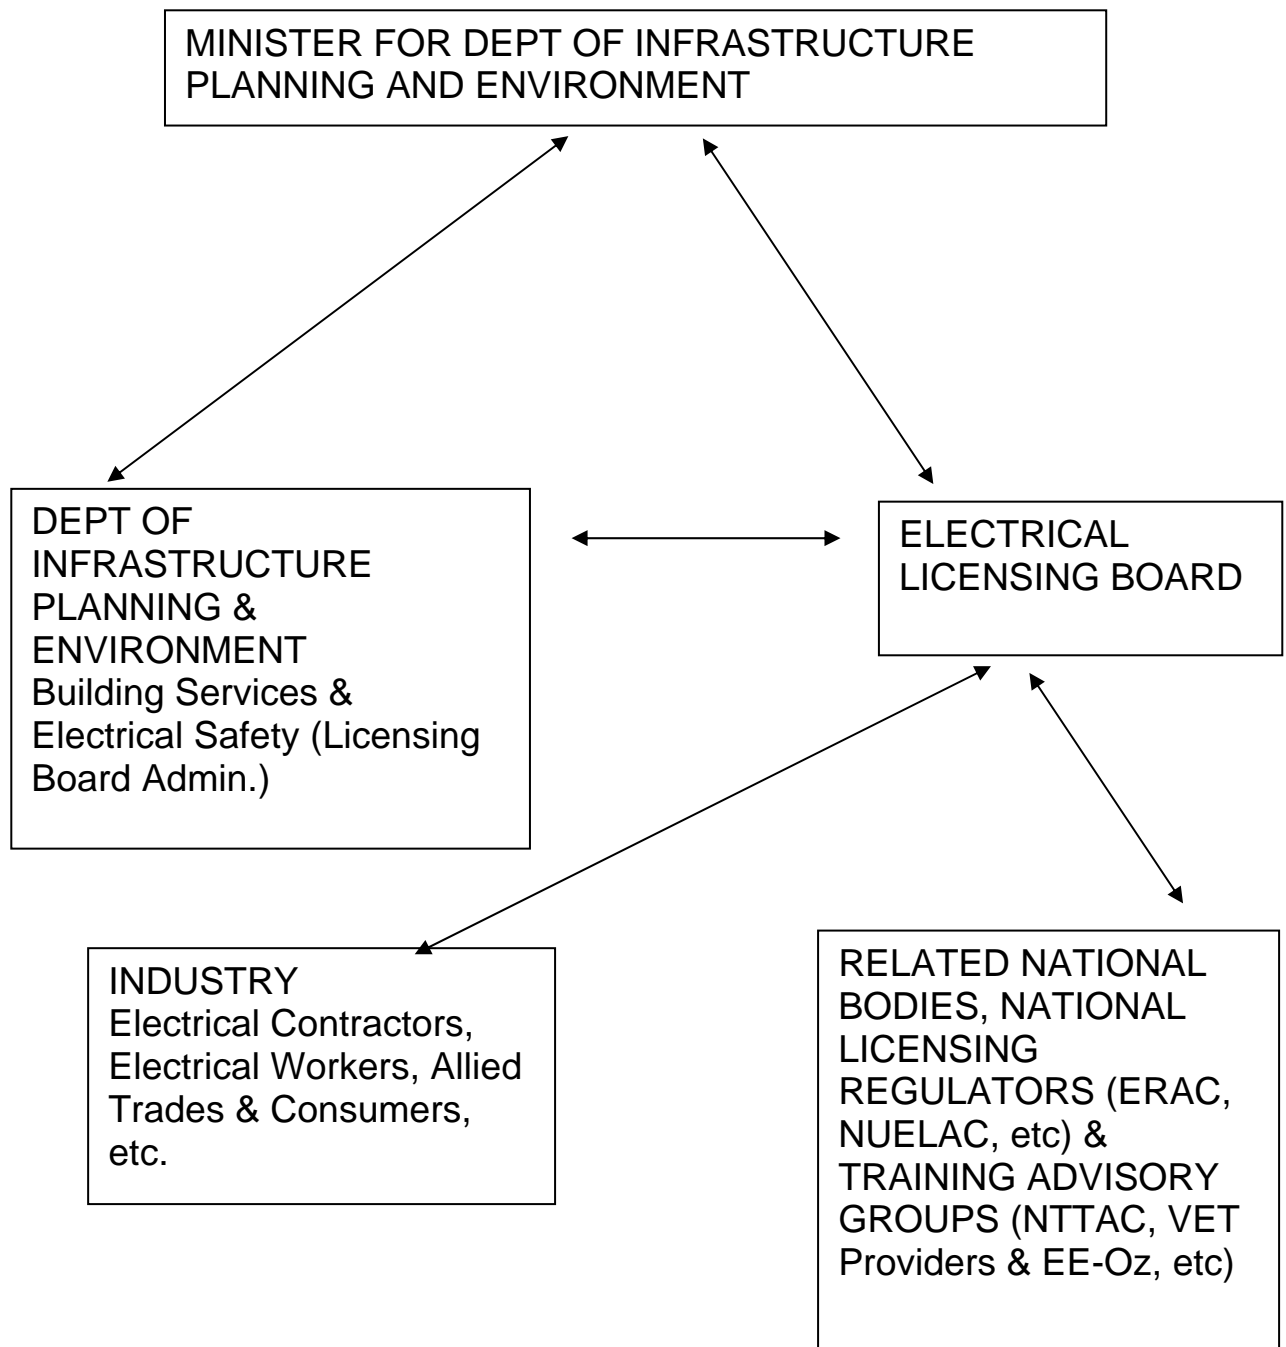 MINISTER FOR DEPT OF INFRASTRUCTURE
PLANNING AND ENVIRONMENT
DEPT OF
INFRASTRUCTURE
PLANNING &
ENVIRONMENT
Building Services &
Electrical Safety (Licensing
Board Admin.)
ELECTRICAL
LICENSING BOARD
INDUSTRY
Electrical Contractors,
Electrical Workers, Allied
Trades & Consumers,
etc.
RELATED NATIONAL
BODIES, NATIONAL
LICENSING
REGULATORS (ERAC,
NUELAC, etc) &
TRAINING ADVISORY
GROUPS (NTTAC, VET
Providers & EE-Oz, etc)